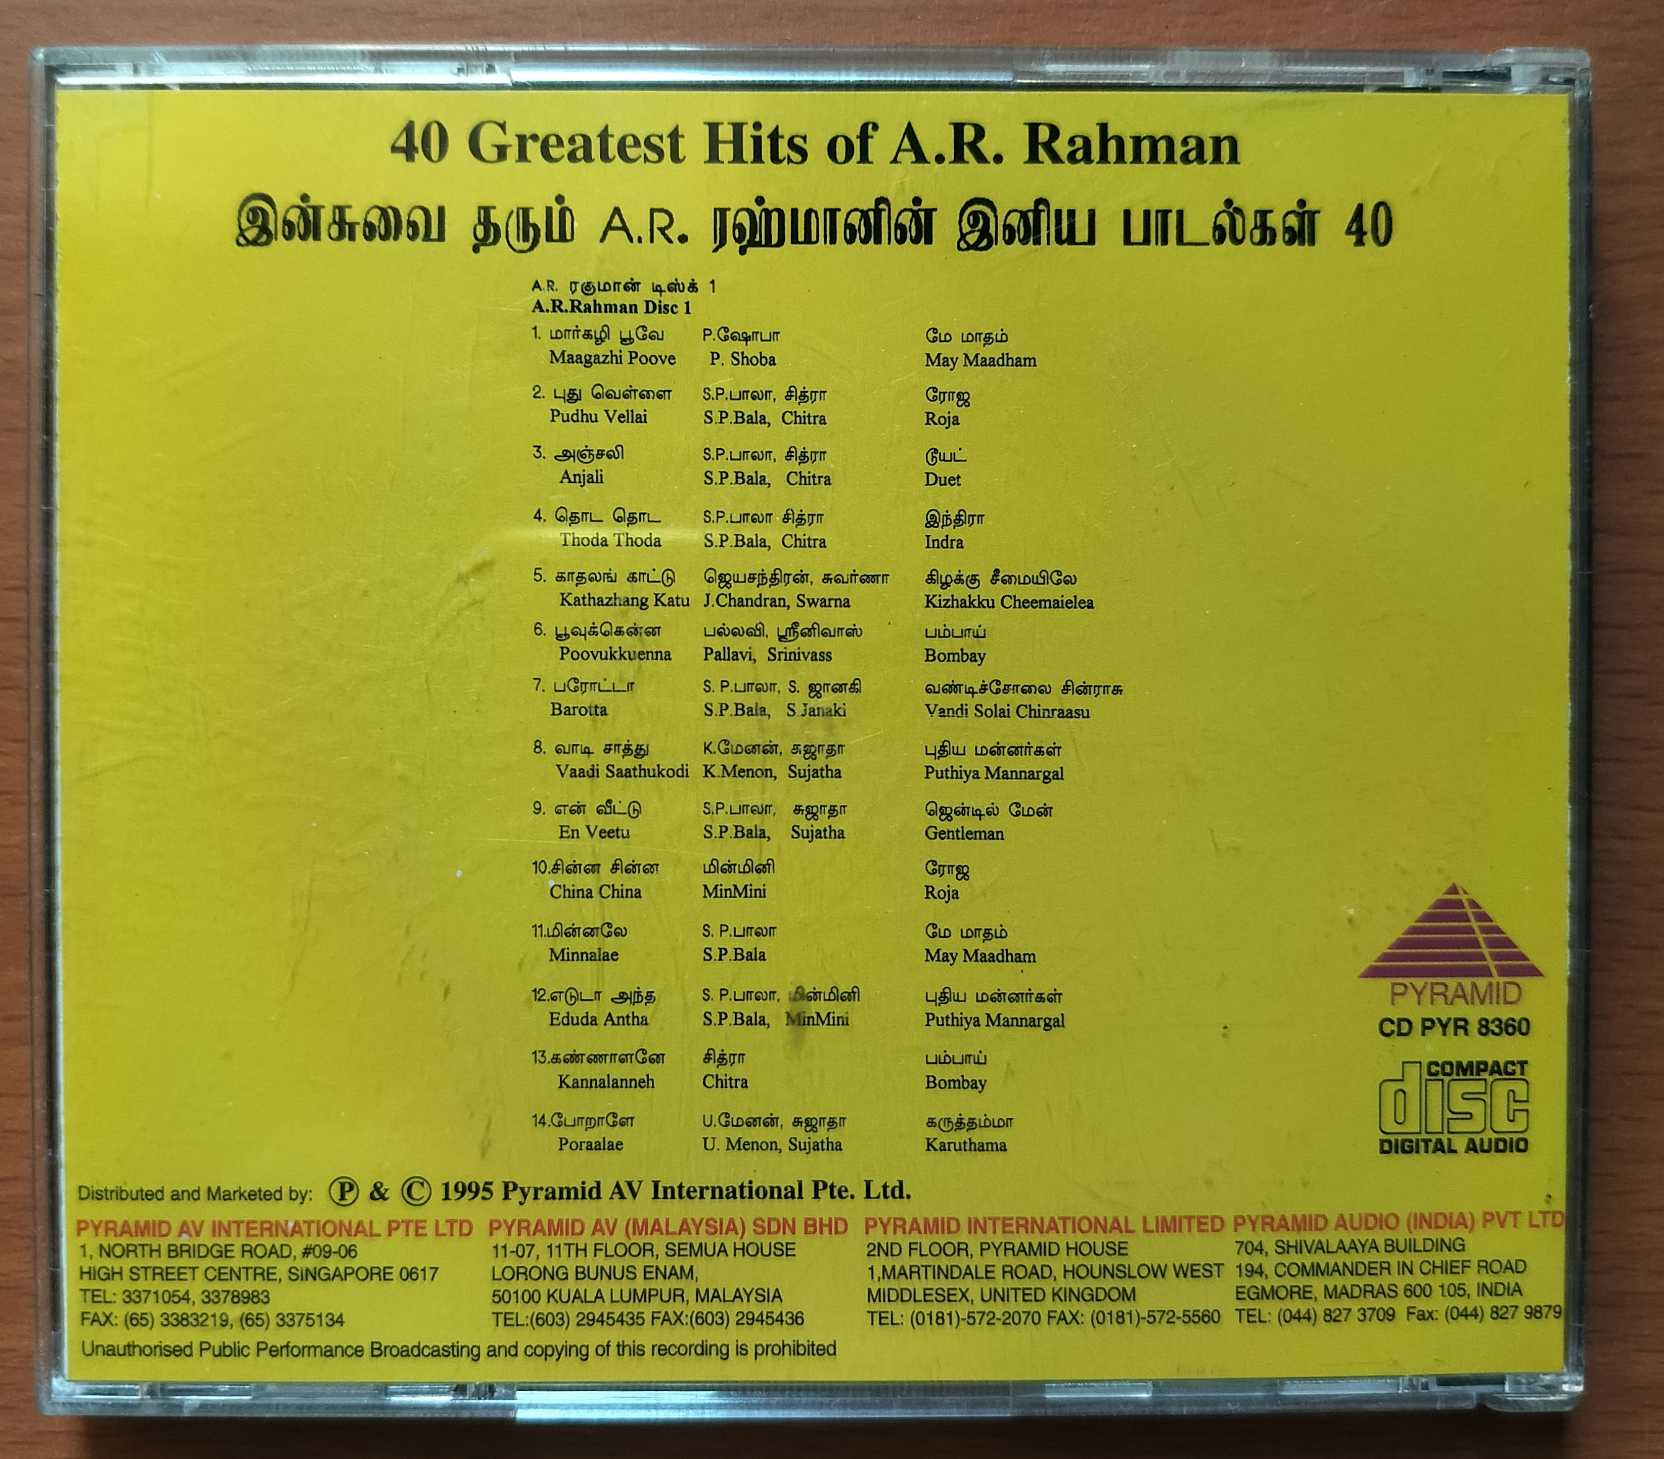 40 Greatest Hits of A.R. Rahman
இன்சுவை தரும் A.R. ரஹ்மானின் இனிய பாடல்கள் 40
A.R. ரகுமான் டிஸ்க் 1
A.R.Rahman Disc 1
1. மார்கழி பூவே P.ஷோபா மே மாதம்
Maagazhi Poove P. Shoba May Maadham
2. புது வெள்ளை S.P.பாலா, சித்ரா ரோஜ
Pudhu Vellai S.P.Bala, Chitra Roja
3. அஞ்சலி S.P.பாலா, சித்ரா டூயட்
Anjali S.P.Bala, Chitra Duet
4. தொட தொட S.P.பாலா சித்ரா இந்திரா
Thoda Thoda S.P.Bala, Chitra Indra
5. காதலங் காட்டு ஜெயசந்திரன், சுவர்ணா கிழக்கு சீமையிலே
Kathazhang Katu J.Chandran, Swarna Kizhakku Cheemaielea
6. பூவுக்கென்ன பல்லவி, ஸ்ரீனிவாஸ் பம்பாய்
Poovukkuenna Pallavi, Srinivass Bombay
7. பரோட்டா S. P.பாலா, S. ஜானகி வண்டிச்சோலை சின்ராசு
Barotta S.P.Bala, S.Janaki Vandi Solai Chinraasu
8. வாடி சாத்து K.மேனன், சுஜாதா புதிய மன்னர்கள்
Vaadi Saathukodi K.Menon, Sujatha Puthiya Mannargal
9. என் வீட்டு S.P.பாலா, சுஜாதா ஜென்டில் மேன்
En Veetu S.P.Bala, Sujatha Gentleman
10.சின்ன சின்ன மின்மினி ரோஜ
China China MinMini Roja
11.மின்னலே S. P.பாலா மே மாதம்
Minnalae S.P.Bala May Maadham
12.எடுடா அந்த S. P.பாலா, மின்மினி புதிய மன்னர்கள்
Eduda Antha S.P.Bala, MinMini Puthiya Mannargal
13.கண்ணாளனே சித்ரா பம்பாய்
Kannalanneh Chitra Bombay
14.போறாளே U.மேனன், சுஜாதா கருத்தம்மா
Poraalae U. Menon, Sujatha Karuthama
PYRAMID
CD PYR 8360
COMPACT
disc
DIGITAL AUDIO
Distributed and Marketed by: Ⓟ & © 1995 Pyramid AV International Pte. Ltd.
PYRAMID AV INTERNATIONAL PTE LTD PYRAMID AV (MALAYSIA) SDN BHD PYRAMID INTERNATIONAL LIMITED PYRAMID AUDIO (INDIA) PVT LTD
1, NORTH BRIDGE ROAD, #09-06 11-07, 11TH FLOOR, SEMUA HOUSE 2ND FLOOR, PYRAMID HOUSE 704, SHIVALAAYA BUILDING
HIGH STREET CENTRE, SINGAPORE 0617 LORONG BUNUS ENAM, 1,MARTINDALE ROAD, HOUNSLOW WEST 194, COMMANDER IN CHIEF ROAD
TEL: 3371054, 3378983 50100 KUALA LUMPUR, MALAYSIA MIDDLESEX, UNITED KINGDOM EGMORE, MADRAS 600 105, INDIA
FAX: (65) 3383219, (65) 3375134 TEL:(603) 2945435 FAX:(603) 2945436 TEL: (0181)-572-2070 FAX: (0181)-572-5560 TEL: (044) 827 3709 Fax: (044) 827 9879
Unauthorised Public Performance Broadcasting and copying of this recording is prohibited